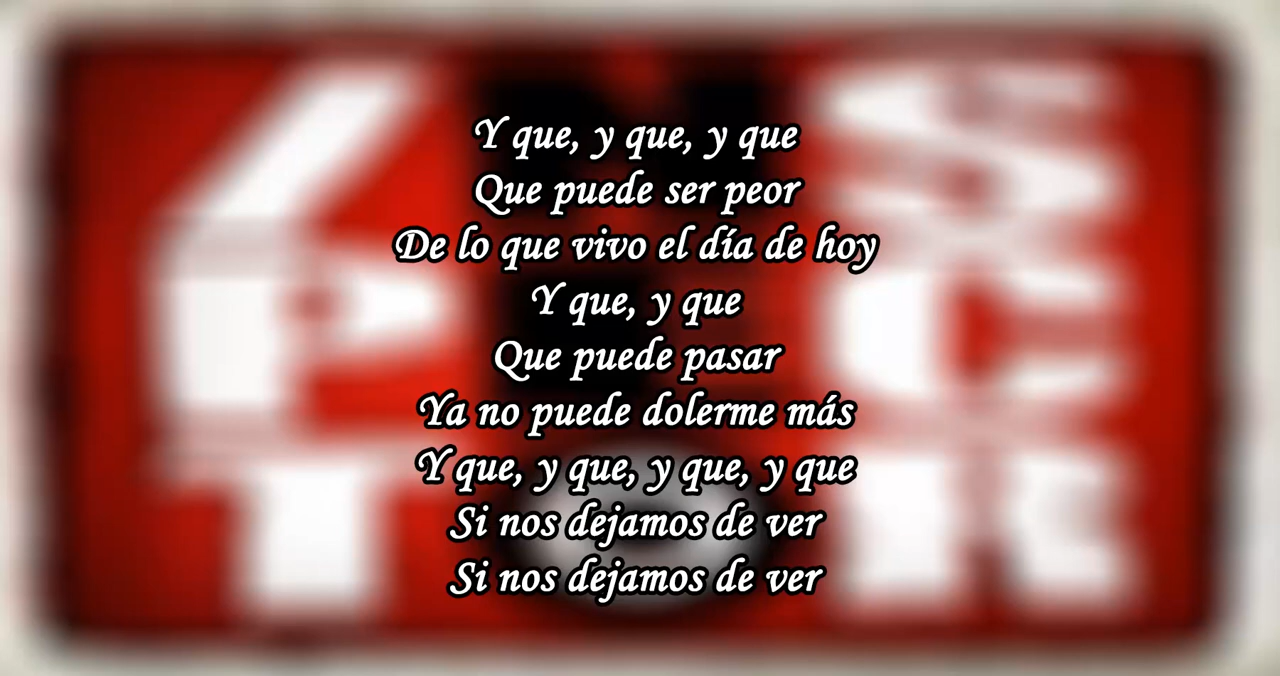 Y que, y que, y que
Que puede ser peor
De lo que vivo el día de hoy
Y que, y que
Que puede pasar
Ya no puede dolerme más
Y que, y que, y que, y que
Si nos dejamos de ver
Si nos dejamos de ver